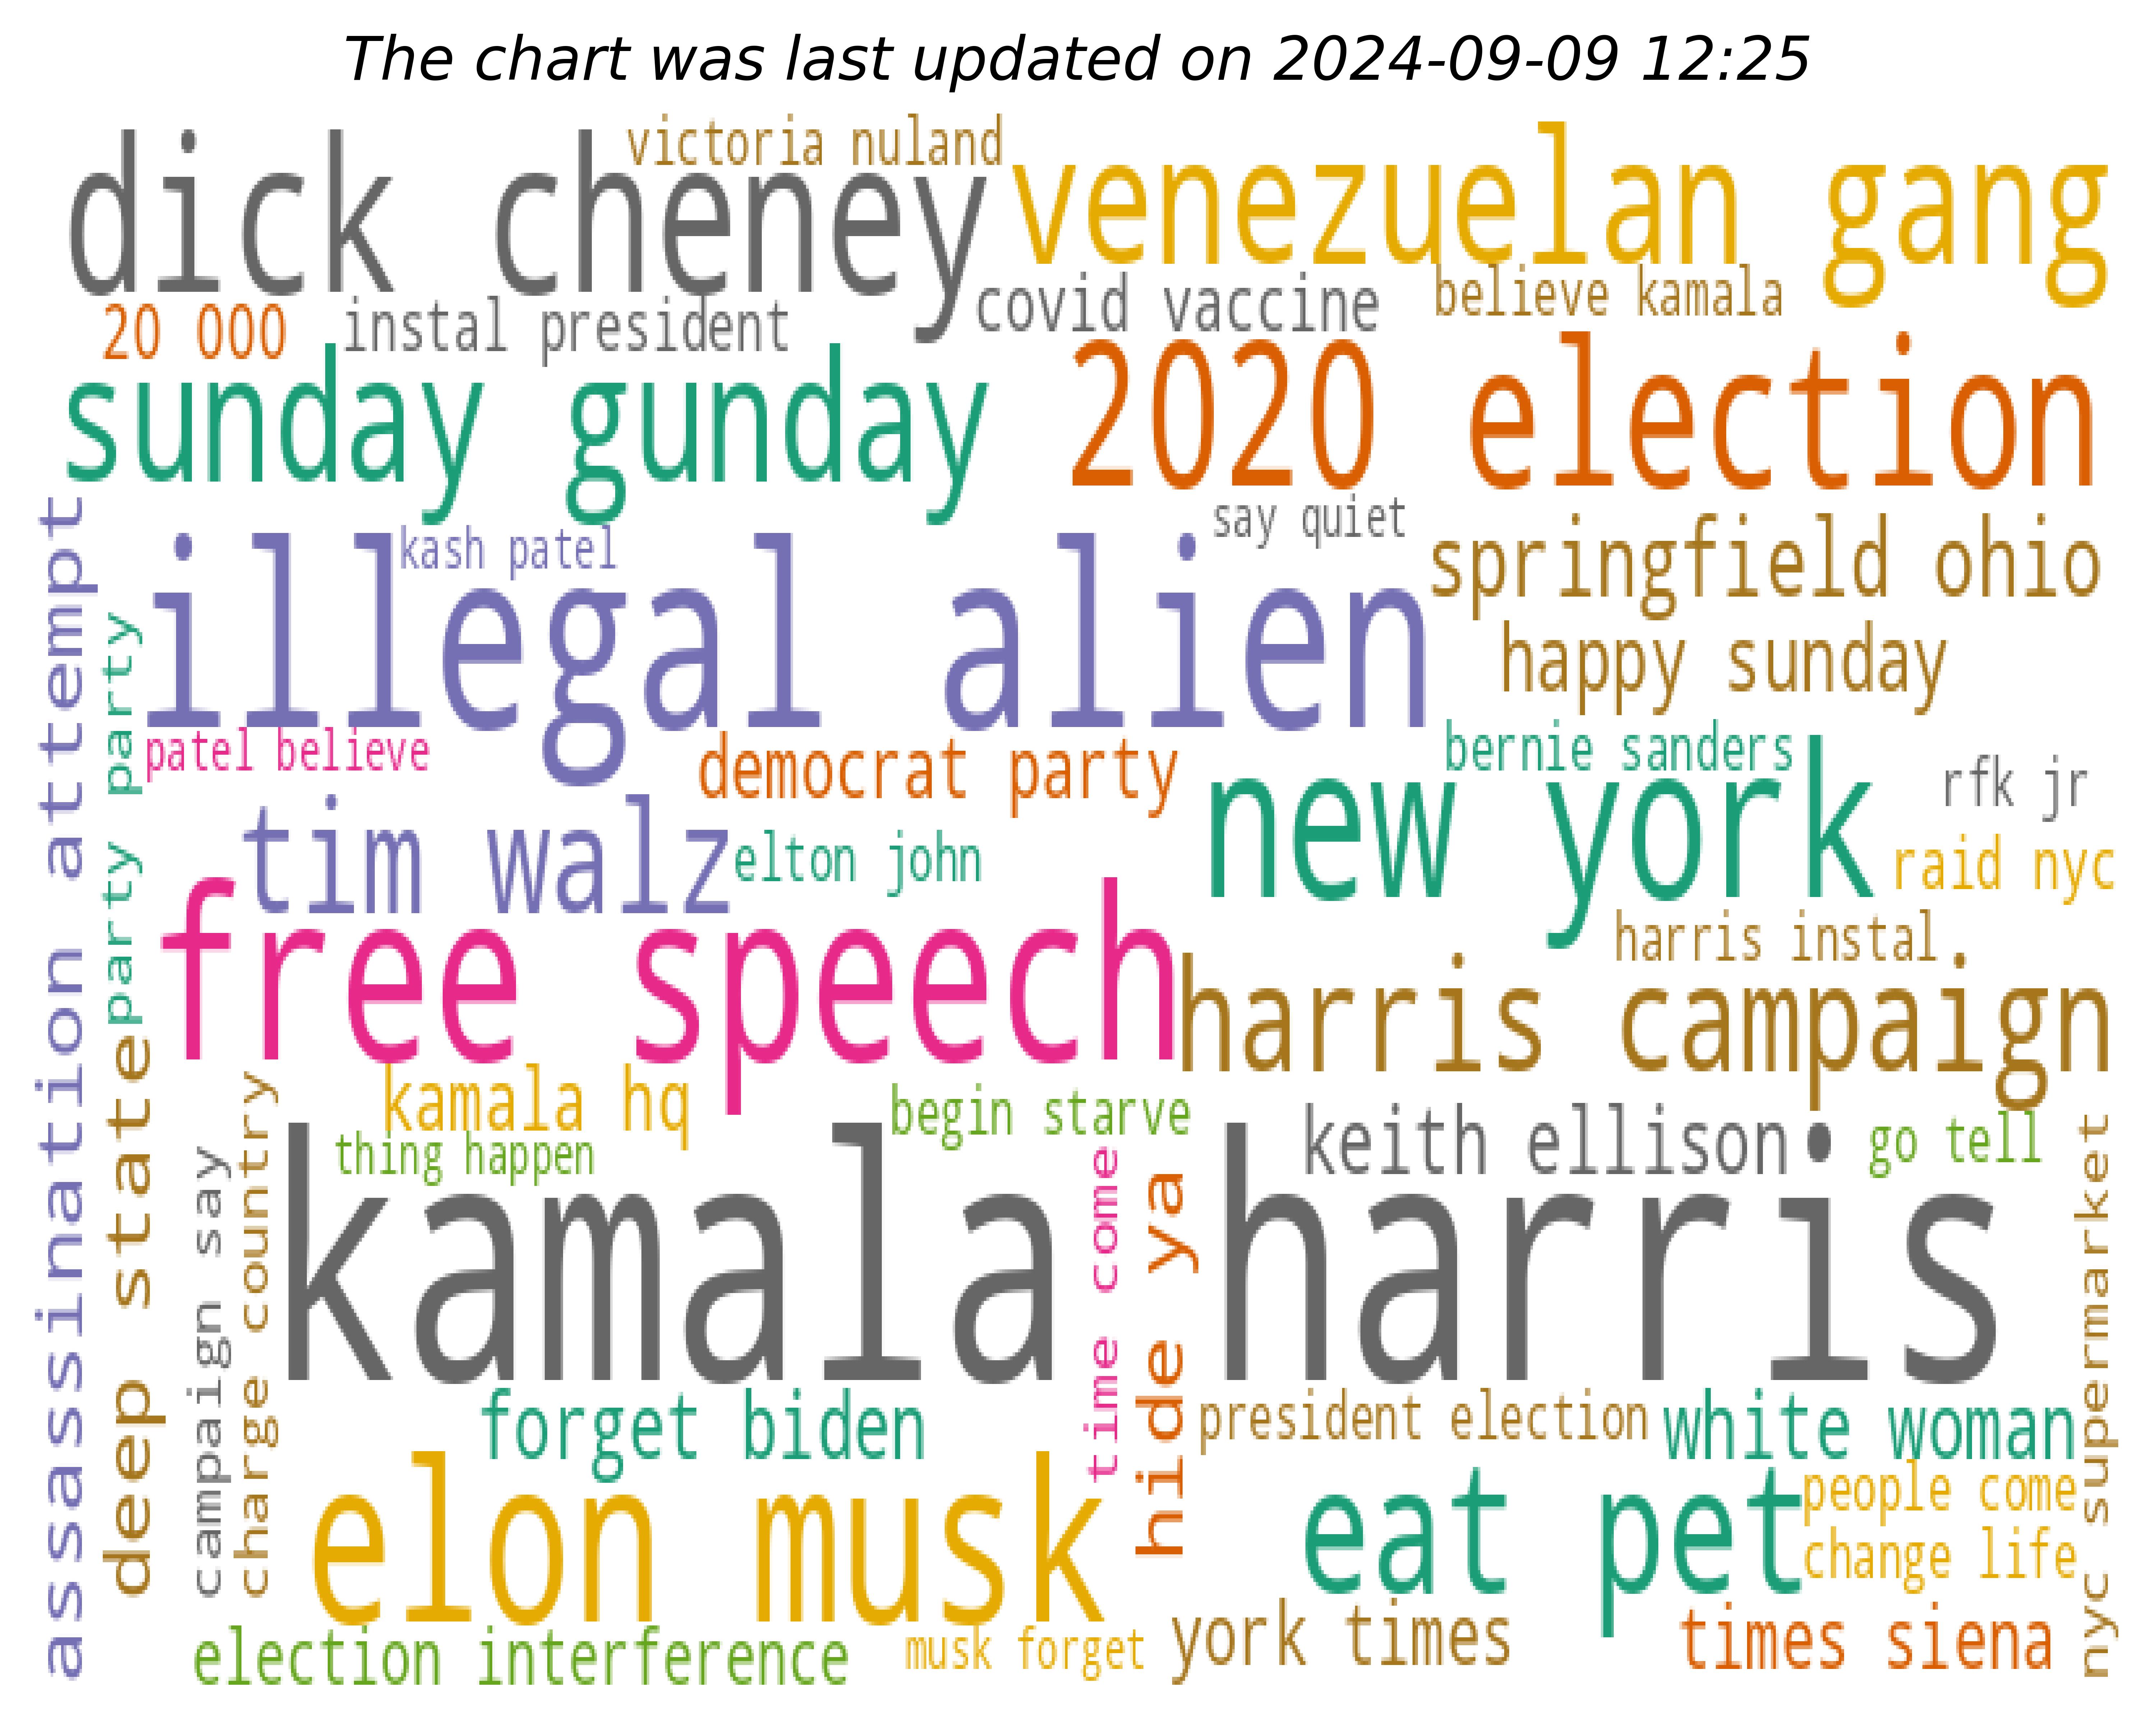 The chart was last updated on 2024-09-09 12:25
victoria nuland
dick cheney
venezuelan gang
covid vaccine
believe kamala
20 000
instal president
sunday gunday
2020 election
say quiet
kash patel
springfield ohio
illegal alien
happy sunday
patel believe
democrat party
bernie sanders
new york
rfk jr
tim walz
elton john
raid nyc
free speech
harris instal
harris campaign
kamala hq
begin starve
keith ellison
go tell
thing happen
kamala harris
assassination attempt
party party
deep state
campaign say
charge country
time come
hide ya
nyc supermarket
forget biden
president election
white woman
elon musk
eat pet
people come
change life
election interference
musk forget
york times
times siena